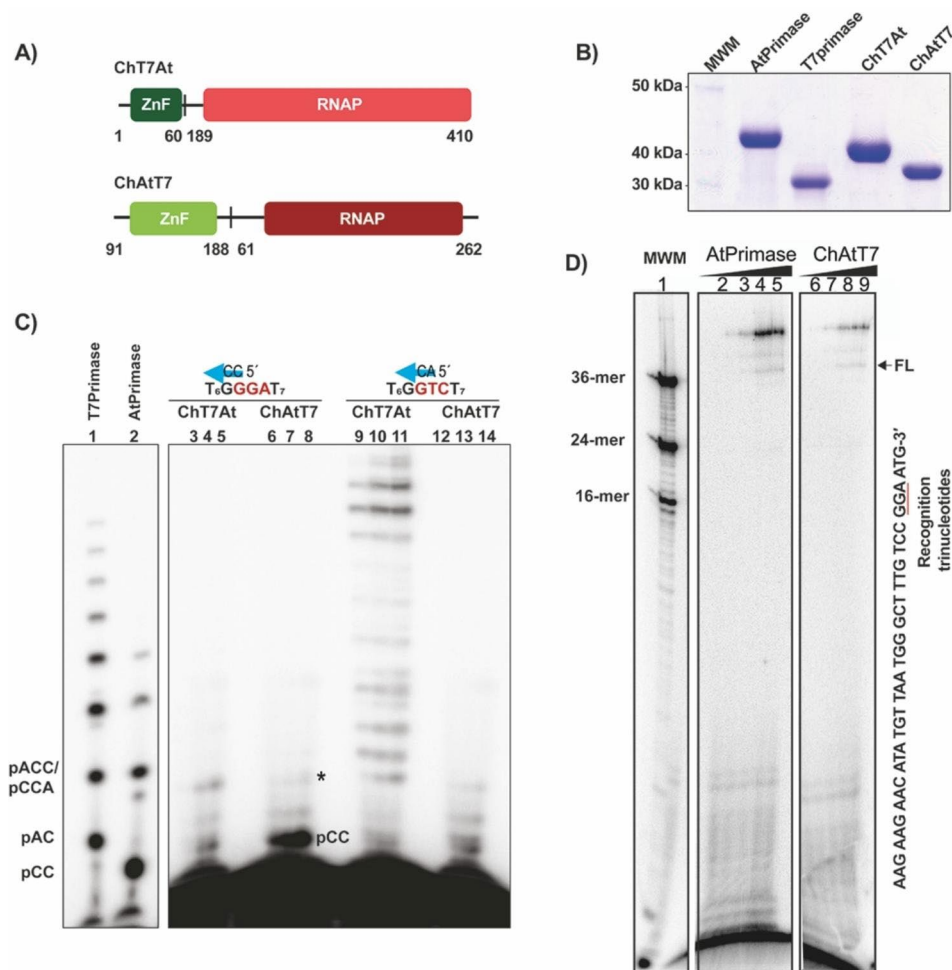 A)
ChT7At
ZnF
RNAP
1 60 189 410
ChAtT7
ZnF
RNAP
91 188 61 262
B)
MWM
AtPrimase
T7primase
ChT7At
ChAtT7
50 kDa
40 kDa
30 kDa
C)
T7Primase
AtPrimase
CC 5′
T₆GGGAT₇
ChT7At ChAtT7
CA 5′
T₆GGTCT₇
ChT7At ChAtT7
1 2 3 4 5 6 7 8 9 10 11 12 13 14
pACC/
pCCA
pAC
pCC
*
pCC
D)
MWM
AtPrimase
ChAtT7
1 2 3 4 5 6 7 8 9
36-mer
24-mer
16-mer
FL
AAG AAG AAC ATA TGT TAA TGG GCT TTG TCC GGA ATG-3′
Recognition
trinucleotides